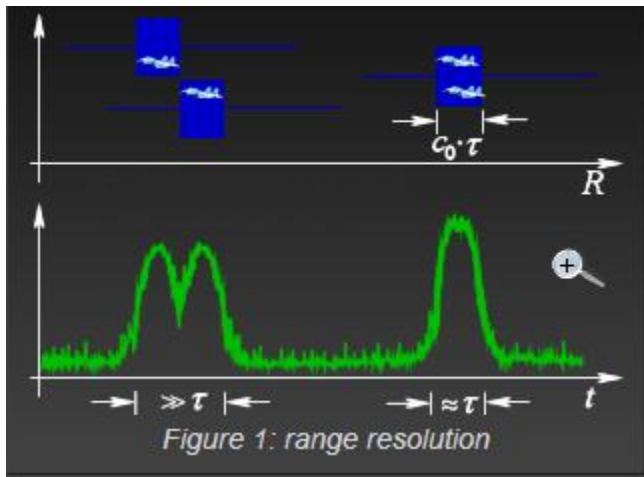 c₀·τ
R
≫ τ
≈ τ
t
Figure 1: range resolution